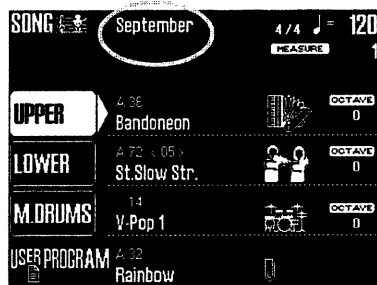 SONG September 4/4 ♩= 120
MEASURE 1
UPPER A 36 Bandoneon OCTAVE 0
LOWER A 72 < 05 > St.Slow Str. OCTAVE 0
M.DRUMS 14 V-Pop 1 OCTAVE 0
USER PROGRAM A 32 Rainbow